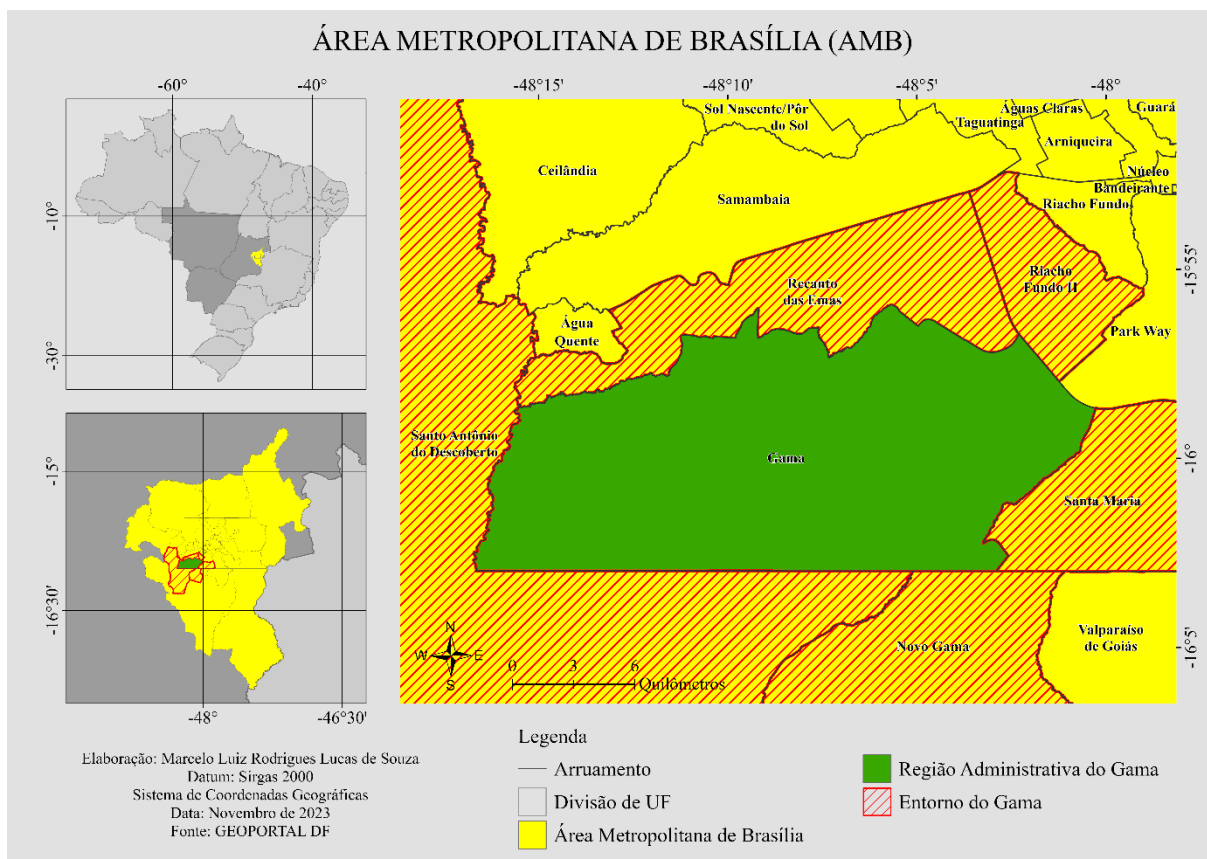 ÁREA METROPOLITANA DE BRASÍLIA (AMB)
-60°
-40°
-10°
-30°
-15°
-16°30'
-48°
-46°30'
-48°15'
-48°10'
-48°5'
-48°
Sol Nascente/Pôr
do Sol
Águas Claras
Guará
Taguatinga
Arniqueira
Ceilândia
Núcleo
Bandeirante
Samambaia
Riacho Fundo
-15°55'
Recanto
das Emas
Riacho
Fundo II
Água
Quente
Park Way
Santo Antônio
do Descoberto
Gama
-16°
Santa Maria
Novo Gama
Valparaíso
de Goiás
-16°5'
N
W
E
S
0
3
6
Quilômetros
Elaboração: Marcelo Luiz Rodrigues Lucas de Souza
Datum: Sirgas 2000
Sistema de Coordenadas Geográficas
Data: Novembro de 2023
Fonte: GEOPORTAL DF
Legenda
Arruamento
Divisão de UF
Área Metropolitana de Brasília
Região Administrativa do Gama
Entorno do Gama